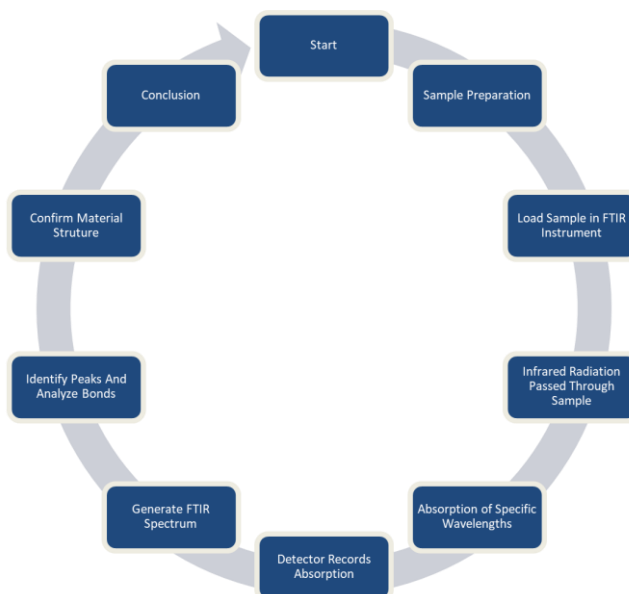 Start
Sample Preparation
Load Sample in FTIR
Instrument
Infrared Radiation
Passed Through
Sample
Absorption of Specific
Wavelengths
Detector Records
Absorption
Generate FTIR
Spectrum
Identify Peaks And
Analyze Bonds
Confirm Material
Struture
Conclusion